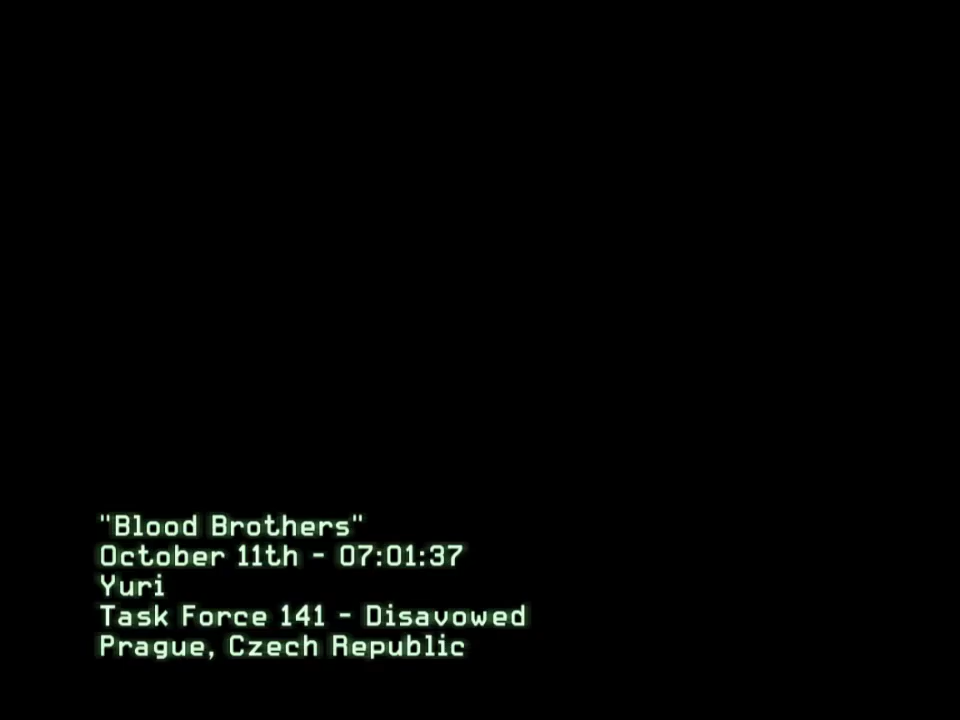 "Blood Brothers"
October 11th - 07:01:37
Yuri
Task Force 141 - Disavowed
Prague, Czech Republic